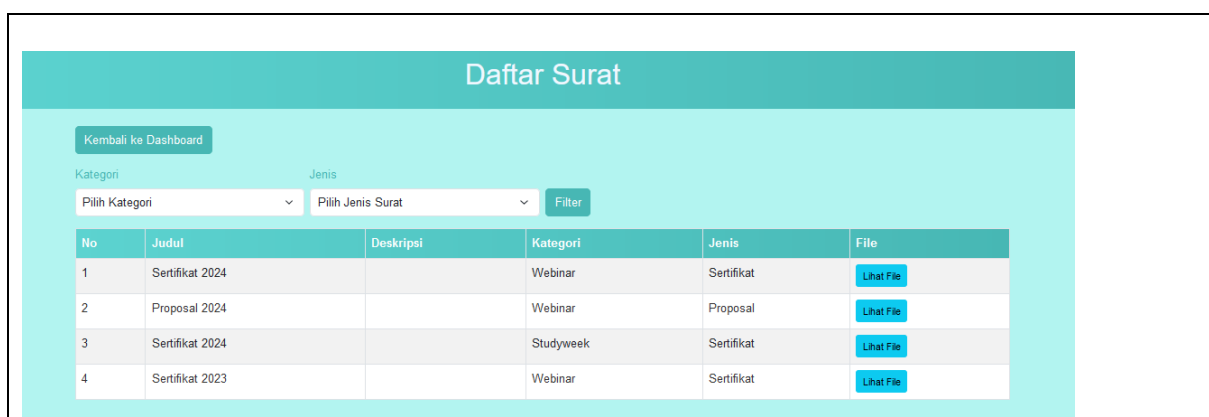 Daftar Surat
Kembali ke Dashboard
Kategori Jenis
Pilih Kategori Pilih Jenis Surat Filter
No Judul Deskripsi Kategori Jenis File
1 Sertifikat 2024 Webinar Sertifikat Lihat File
2 Proposal 2024 Webinar Proposal Lihat File
3 Sertifikat 2024 Studyweek Sertifikat Lihat File
4 Sertifikat 2023 Webinar Sertifikat Lihat File